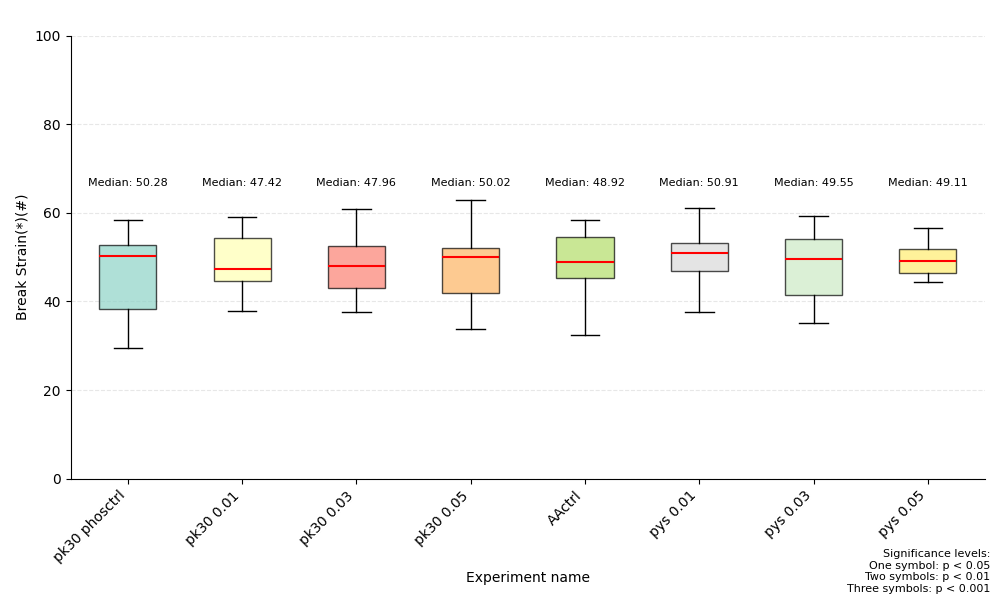 100
80
60
40
20
0
Break Strain(*)(#)
Median: 50.28
Median: 47.42
Median: 47.96
Median: 50.02
Median: 48.92
Median: 50.91
Median: 49.55
Median: 49.11
pk30 phosctrl
pk30 0.01
pk30 0.03
pk30 0.05
AActrl
pys 0.01
pys 0.03
pys 0.05
Experiment name
Significance levels:
One symbol: p < 0.05
Two symbols: p < 0.01
Three symbols: p < 0.001